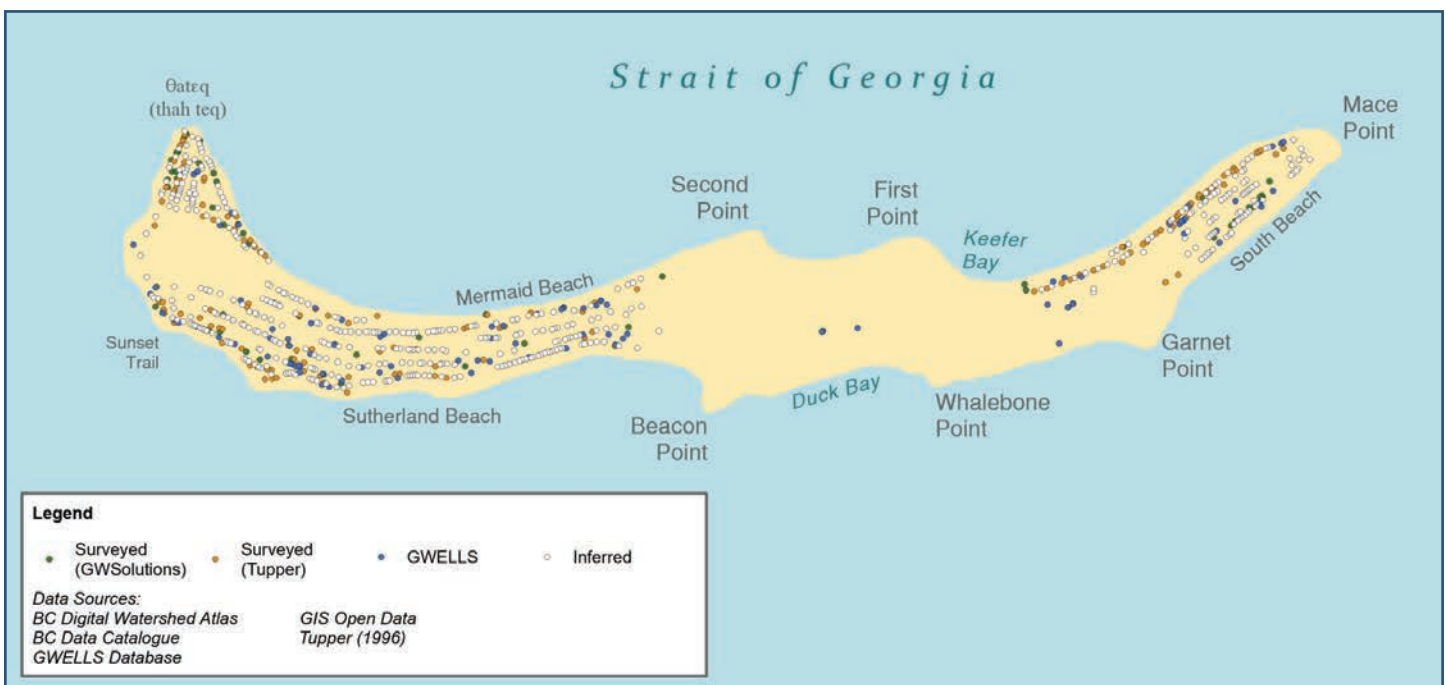 Strait of Georgia
θatεq
(thah teq)
Mace
Point
Second
Point
First
Point
Keefer
Bay
South Beach
Mermaid Beach
Sunset
Trail
Garnet
Point
Sutherland Beach
Duck Bay
Whalebone
Point
Beacon
Point
Legend
Surveyed
(GWSolutions)
Surveyed
(Tupper)
GWELLS
Inferred
Data Sources:
BC Digital Watershed Atlas
BC Data Catalogue
GWELLS Database
GIS Open Data
Tupper (1996)